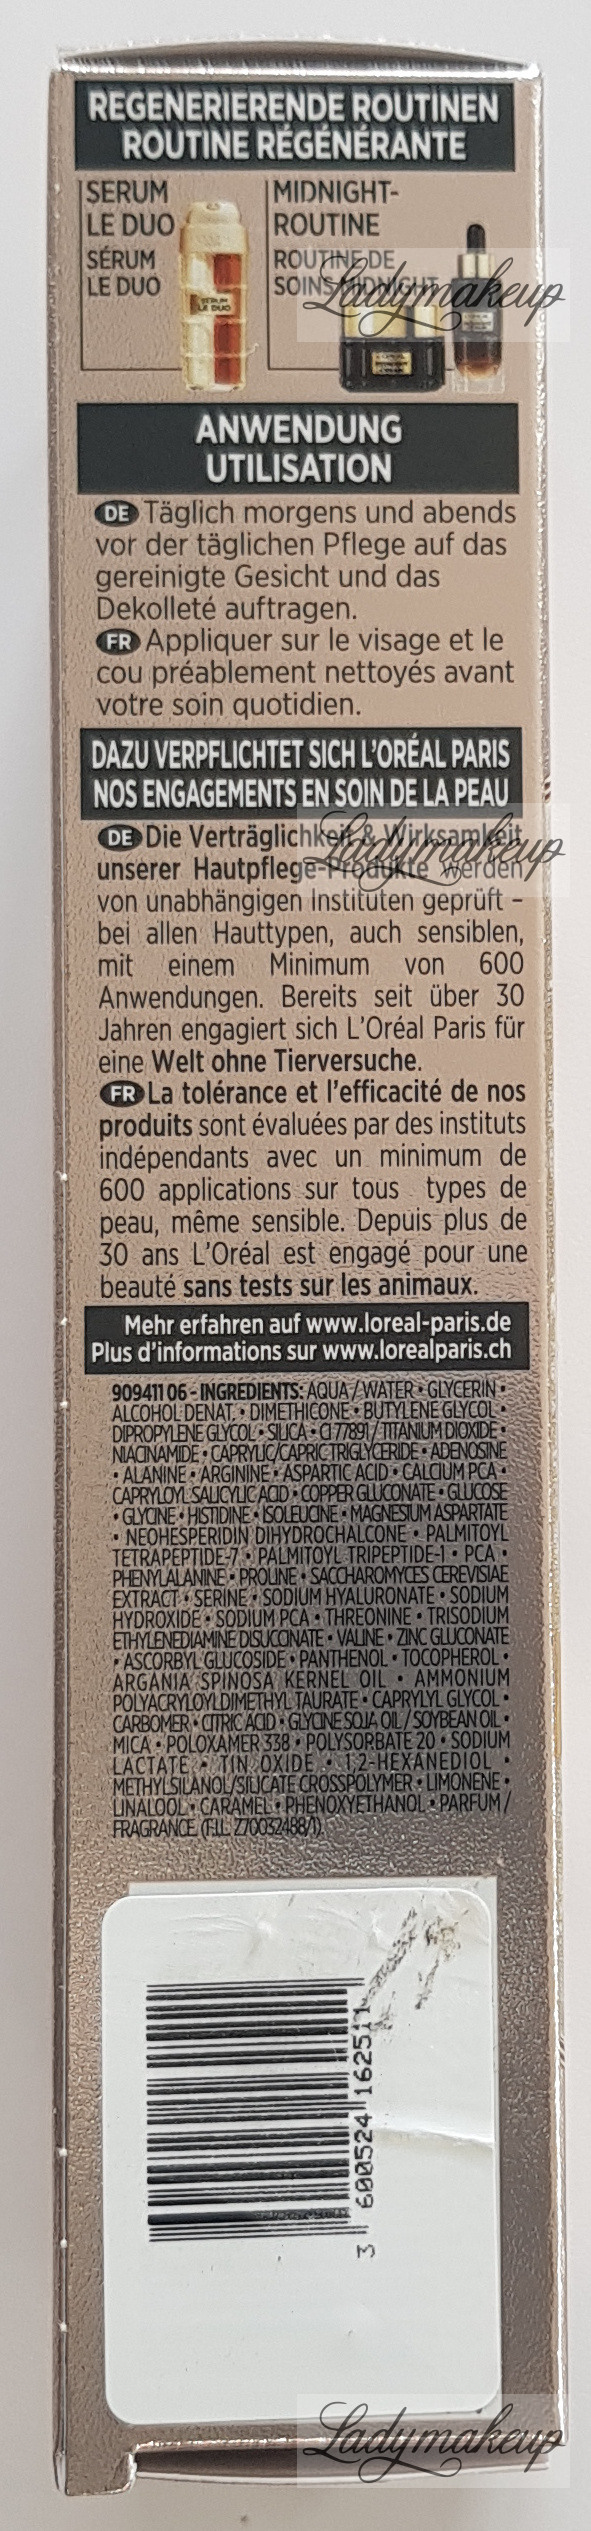 REGENERIERENDE ROUTINEN
ROUTINE RÉGÉNÉRANTE
SERUM
LE DUO
SÉRUM
LE DUO
SERUM
LE DUO
MIDNIGHT-
ROUTINE
ROUTINE DE
SOINS MIDNIGHT
Ladymakeup
ANWENDUNG
UTILISATION
DE Täglich morgens und abends
vor der täglichen Pflege auf das
gereinigte Gesicht und das
Dekolleté auftragen.
FR Appliquer sur le visage et le
cou préablement nettoyés avant
votre soin quotidien.
DAZU VERPFLICHTET SICH L'ORÉAL PARIS
NOS ENGAGEMENTS EN SOIN DE LA PEAU
DE Die Verträglichkeit & Wirksamkeit
unserer Hautpflege-Produkte werden
Ladymakeup
von unabhängigen Instituten geprüft –
bei allen Hauttypen, auch sensiblen,
mit einem Minimum von 600
Anwendungen. Bereits seit über 30
Jahren engagiert sich L'Oréal Paris für
eine Welt ohne Tierversuche.
FR La tolérance et l'efficacité de nos
produits sont évaluées par des instituts
indépendants avec un minimum de
600 applications sur tous types de
peau, même sensible. Depuis plus de
30 ans L'Oréal est engagé pour une
beauté sans tests sur les animaux.
Mehr erfahren auf www.loreal-paris.de
Plus d'informations sur www.lorealparis.ch
909411 06 - INGREDIENTS: AQUA / WATER • GLYCERIN •
ALCOHOL DENAT. • DIMETHICONE • BUTYLENE GLYCOL •
DIPROPYLENE GLYCOL • SILICA • CI 77891 / TITANIUM DIOXIDE •
NIACINAMIDE • CAPRYLIC/CAPRIC TRIGLYCERIDE • ADENOSINE
• ALANINE • ARGININE • ASPARTIC ACID • CALCIUM PCA •
CAPRYLOYL SALICYLIC ACID • COPPER GLUCONATE • GLUCOSE
• GLYCINE • HISTIDINE • ISOLEUCINE • MAGNESIUM ASPARTATE
• NEOHESPERIDIN DIHYDROCHALCONE • PALMITOYL
TETRAPEPTIDE-7 • PALMITOYL TRIPEPTIDE-1 • PCA •
PHENYLALANINE • PROLINE • SACCHAROMYCES CEREVISIAE
EXTRACT • SERINE • SODIUM HYALURONATE • SODIUM
HYDROXIDE • SODIUM PCA • THREONINE • TRISODIUM
ETHYLENEDIAMINE DISUCCINATE • VALINE • ZINC GLUCONATE
• ASCORBYL GLUCOSIDE • PANTHENOL • TOCOPHEROL •
ARGANIA SPINOSA KERNEL OIL • AMMONIUM
POLYACRYLOYLDIMETHYL TAURATE • CAPRYLYL GLYCOL •
CARBOMER • CITRIC ACID • GLYCINE SOJA OIL / SOYBEAN OIL •
MICA • POLOXAMER 338 • POLYSORBATE 20 • SODIUM
LACTATE • TIN OXIDE • 1,2-HEXANEDIOL •
METHYLSILANOL/SILICATE CROSSPOLYMER • LIMONENE •
LINALOOL • CARAMEL • PHENOXYETHANOL • PARFUM /
FRAGRANCE. (F.I.L. Z70032488/1).
3 600524 162511
Ladymakeup